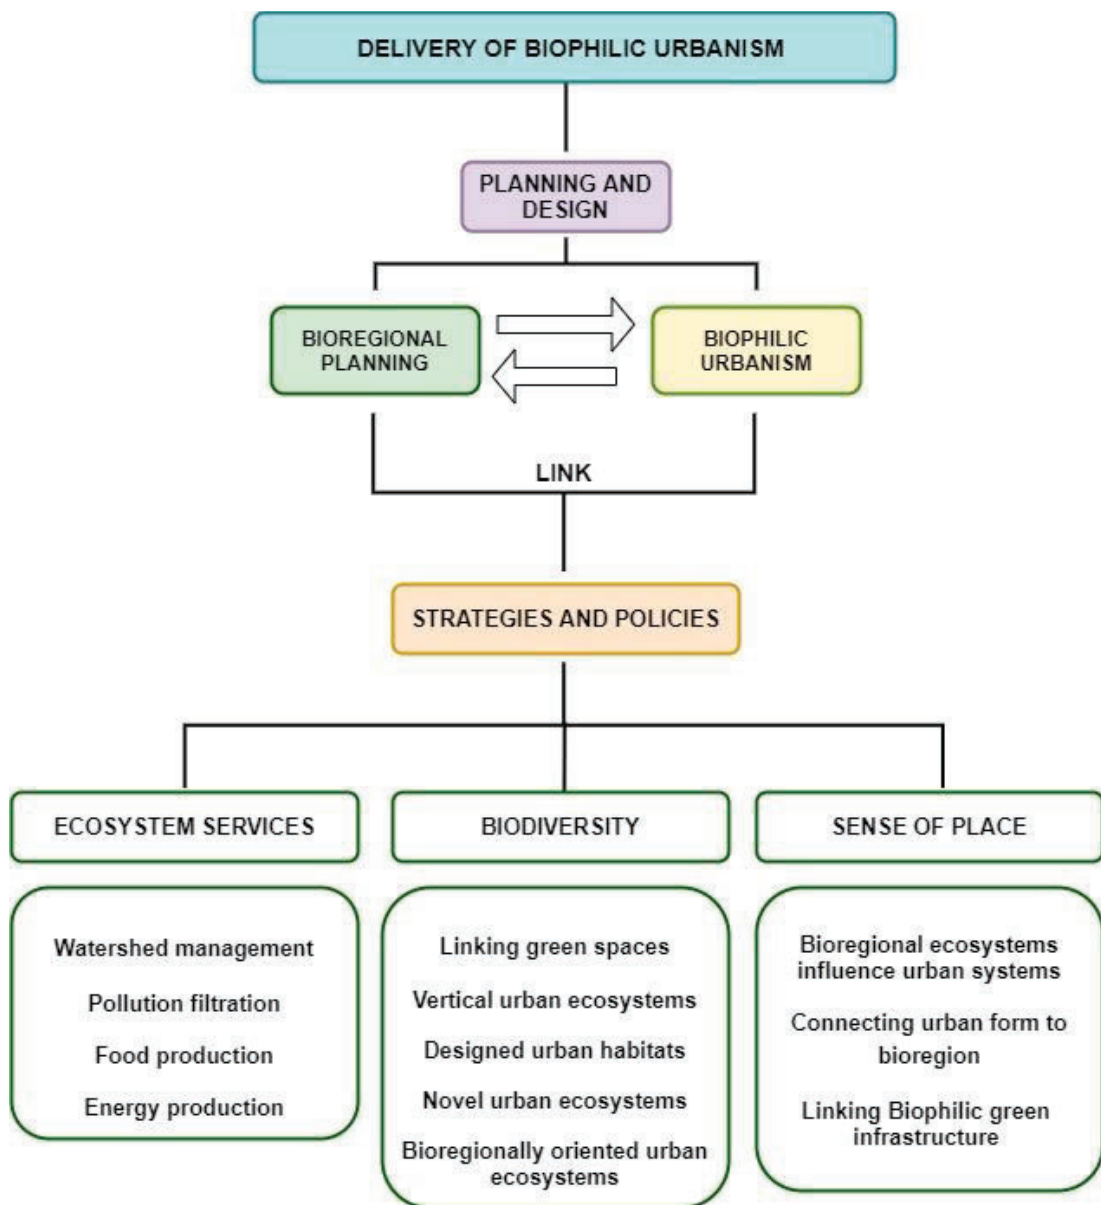 DELIVERY OF BIOPHILIC URBANISM
PLANNING AND
DESIGN
BIOREGIONAL
PLANNING
BIOPHILIC
URBANISM
LINK
STRATEGIES AND POLICIES
ECOSYSTEM SERVICES
Watershed management
Pollution filtration
Food production
Energy production
BIODIVERSITY
Linking green spaces
Vertical urban ecosystems
Designed urban habitats
Novel urban ecosystems
Bioregionally oriented urban
ecosystems
SENSE OF PLACE
Bioregional ecosystems
influence urban systems
Connecting urban form to
bioregion
Linking Biophilic green
infrastructure